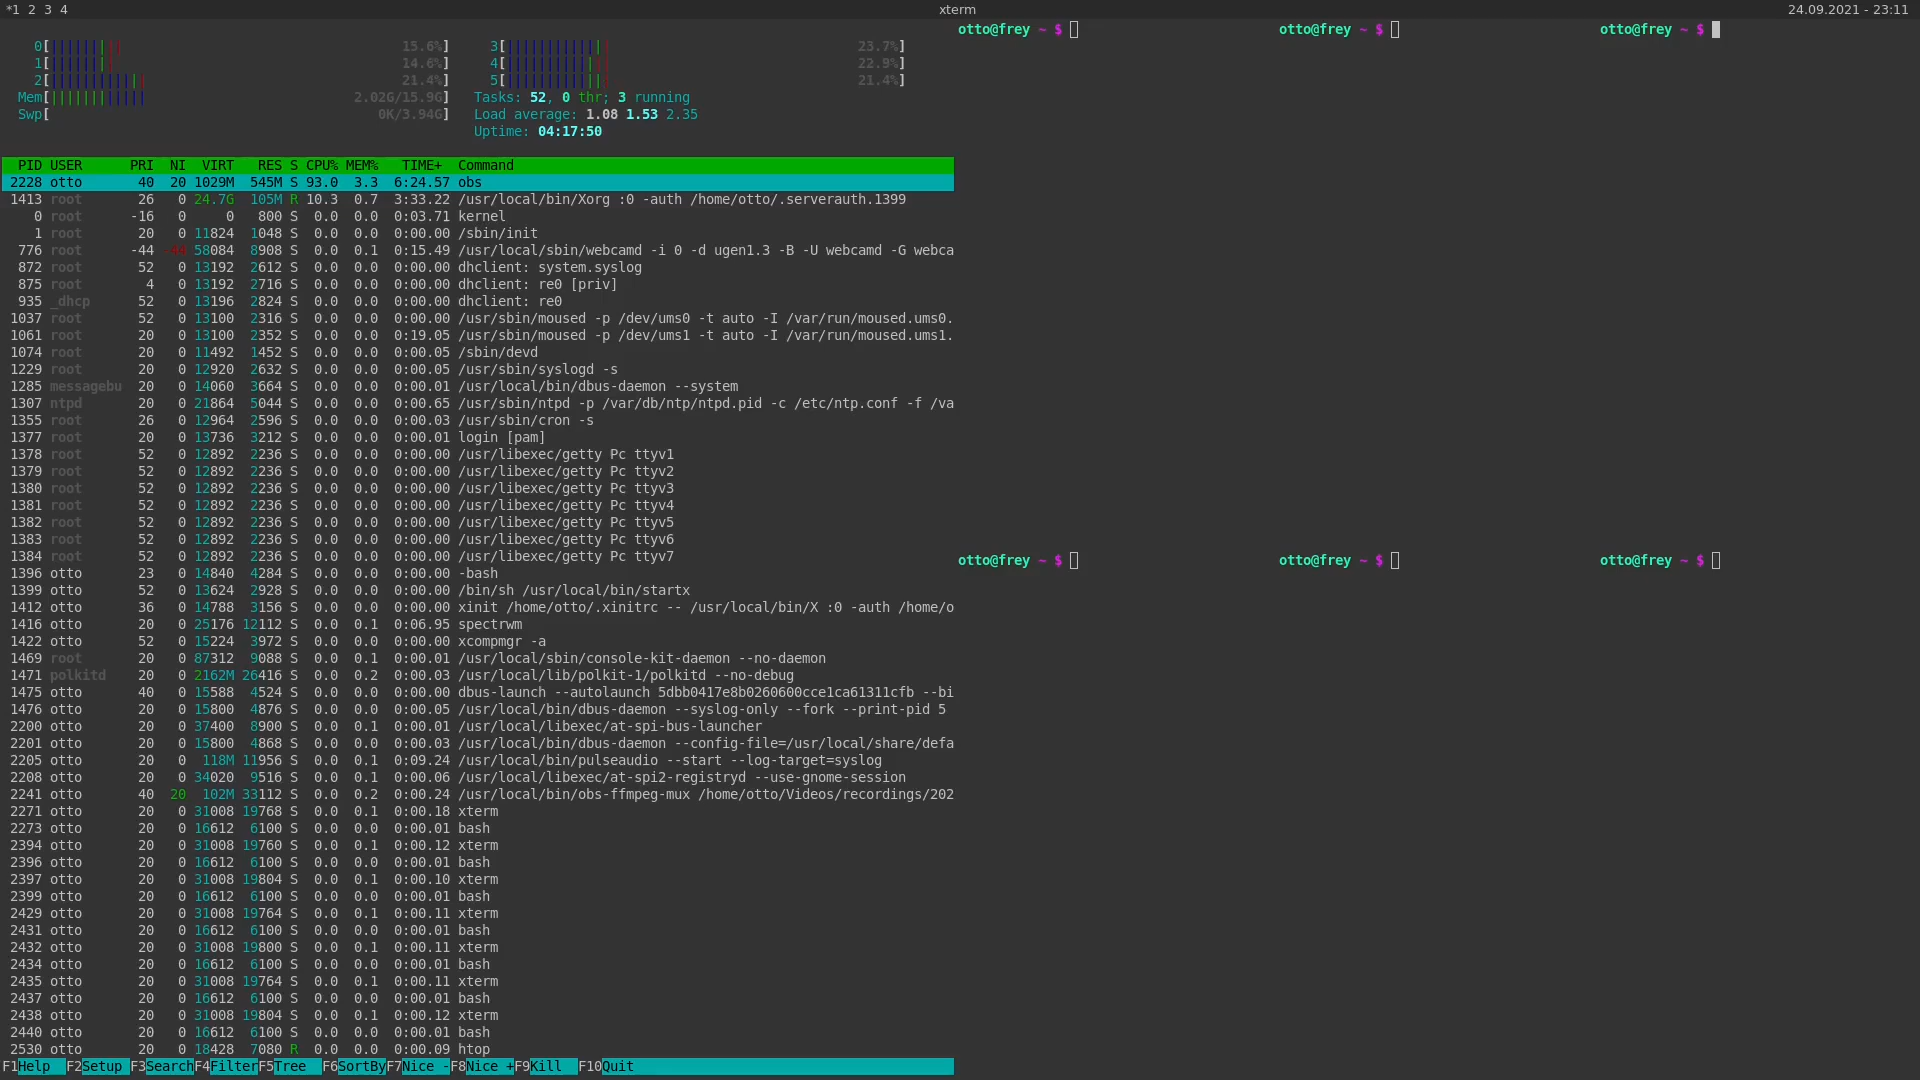 *1 2 3 4 xterm 24.09.2021 - 23:11
otto@frey ~ $ otto@frey ~ $ otto@frey ~ $
0[|||||||||15.6%] 3[|||||||||||||23.7%]
1[||||||||14.6%] 4[|||||||||||||22.9%]
2[||||||||||||21.4%] 5[|||||||||||||21.4%]
Mem[||||||||||||2.02G/15.9G] Tasks: 52, 0 thr; 3 running
Swp[0K/3.94G] Load average: 1.08 1.53 2.35
Uptime: 04:17:50
PID USER PRI NI VIRT RES S CPU% MEM% TIME+ Command
2228 otto 40 20 1029M 545M S 93.0 3.3 6:24.57 obs
1413 root 26 0 24.7G 105M R 10.3 0.7 3:33.22 /usr/local/bin/Xorg :0 -auth /home/otto/.serverauth.1399
0 root -16 0 0 800 S 0.0 0.0 0:03.71 kernel
1 root 20 0 11824 1048 S 0.0 0.0 0:00.00 /sbin/init
776 root -44 -44 58084 8908 S 0.0 0.1 0:15.49 /usr/local/sbin/webcamd -i 0 -d ugen1.3 -B -U webcamd -G webca
872 root 52 0 13192 2612 S 0.0 0.0 0:00.00 dhclient: system.syslog
875 root 4 0 13192 2716 S 0.0 0.0 0:00.00 dhclient: re0 [priv]
935 _dhcp 52 0 13196 2824 S 0.0 0.0 0:00.00 dhclient: re0
1037 root 52 0 13100 2316 S 0.0 0.0 0:00.00 /usr/sbin/moused -p /dev/ums0 -t auto -I /var/run/moused.ums0.
1061 root 20 0 13100 2352 S 0.0 0.0 0:19.05 /usr/sbin/moused -p /dev/ums1 -t auto -I /var/run/moused.ums1.
1074 root 20 0 11492 1452 S 0.0 0.0 0:00.05 /sbin/devd
1229 root 20 0 12920 2632 S 0.0 0.0 0:00.05 /usr/sbin/syslogd -s
1285 messagebu 20 0 14060 3664 S 0.0 0.0 0:00.01 /usr/local/bin/dbus-daemon --system
1307 ntpd 20 0 21864 5044 S 0.0 0.0 0:00.65 /usr/sbin/ntpd -p /var/db/ntp/ntpd.pid -c /etc/ntp.conf -f /va
1355 root 26 0 12964 2596 S 0.0 0.0 0:00.03 /usr/sbin/cron -s
1377 root 20 0 13736 3212 S 0.0 0.0 0:00.01 login [pam]
1378 root 52 0 12892 2236 S 0.0 0.0 0:00.00 /usr/libexec/getty Pc ttyv1
1379 root 52 0 12892 2236 S 0.0 0.0 0:00.00 /usr/libexec/getty Pc ttyv2
1380 root 52 0 12892 2236 S 0.0 0.0 0:00.00 /usr/libexec/getty Pc ttyv3
1381 root 52 0 12892 2236 S 0.0 0.0 0:00.00 /usr/libexec/getty Pc ttyv4
1382 root 52 0 12892 2236 S 0.0 0.0 0:00.00 /usr/libexec/getty Pc ttyv5
1383 root 52 0 12892 2236 S 0.0 0.0 0:00.00 /usr/libexec/getty Pc ttyv6
1384 root 52 0 12892 2236 S 0.0 0.0 0:00.00 /usr/libexec/getty Pc ttyv7
otto@frey ~ $ otto@frey ~ $ otto@frey ~ $
1396 otto 23 0 14840 4284 S 0.0 0.0 0:00.00 -bash
1399 otto 52 0 13624 2928 S 0.0 0.0 0:00.00 /bin/sh /usr/local/bin/startx
1412 otto 36 0 14788 3156 S 0.0 0.0 0:00.00 xinit /home/otto/.xinitrc -- /usr/local/bin/X :0 -auth /home/o
1416 otto 20 0 25176 12112 S 0.0 0.1 0:06.95 spectrwm
1422 otto 52 0 15224 3972 S 0.0 0.0 0:00.00 xcompmgr -a
1469 root 20 0 87312 9088 S 0.0 0.1 0:00.01 /usr/local/sbin/console-kit-daemon --no-daemon
1471 polkitd 20 0 2162M 26416 S 0.0 0.2 0:00.03 /usr/local/lib/polkit-1/polkitd --no-debug
1475 otto 40 0 15588 4524 S 0.0 0.0 0:00.00 dbus-launch --autolaunch 5dbb0417e8b0260600cce1ca61311cfb --bi
1476 otto 20 0 15800 4876 S 0.0 0.0 0:00.05 /usr/local/bin/dbus-daemon --syslog-only --fork --print-pid 5
2200 otto 20 0 37400 8900 S 0.0 0.1 0:00.01 /usr/local/libexec/at-spi-bus-launcher
2201 otto 20 0 15800 4868 S 0.0 0.0 0:00.03 /usr/local/bin/dbus-daemon --config-file=/usr/local/share/defa
2205 otto 20 0 118M 11956 S 0.0 0.1 0:09.24 /usr/local/bin/pulseaudio --start --log-target=syslog
2208 otto 20 0 34020 9516 S 0.0 0.1 0:00.06 /usr/local/libexec/at-spi2-registryd --use-gnome-session
2241 otto 40 20 102M 33112 S 0.0 0.2 0:00.24 /usr/local/bin/obs-ffmpeg-mux /home/otto/Videos/recordings/202
2271 otto 20 0 31008 19768 S 0.0 0.1 0:00.18 xterm
2273 otto 20 0 16612 6100 S 0.0 0.0 0:00.01 bash
2394 otto 20 0 31008 19760 S 0.0 0.1 0:00.12 xterm
2396 otto 20 0 16612 6100 S 0.0 0.0 0:00.01 bash
2397 otto 20 0 31008 19804 S 0.0 0.1 0:00.10 xterm
2399 otto 20 0 16612 6100 S 0.0 0.0 0:00.01 bash
2429 otto 20 0 31008 19764 S 0.0 0.1 0:00.11 xterm
2431 otto 20 0 16612 6100 S 0.0 0.0 0:00.01 bash
2432 otto 20 0 31008 19800 S 0.0 0.1 0:00.11 xterm
2434 otto 20 0 16612 6100 S 0.0 0.0 0:00.01 bash
2435 otto 20 0 31008 19764 S 0.0 0.1 0:00.11 xterm
2437 otto 20 0 16612 6100 S 0.0 0.0 0:00.01 bash
2438 otto 20 0 31008 19804 S 0.0 0.1 0:00.12 xterm
2440 otto 20 0 16612 6100 S 0.0 0.0 0:00.01 bash
2530 otto 20 0 18428 7080 R 0.0 0.0 0:00.09 htop
F1Help F2Setup F3SearchF4FilterF5Tree F6SortByF7Nice -F8Nice +F9Kill F10Quit